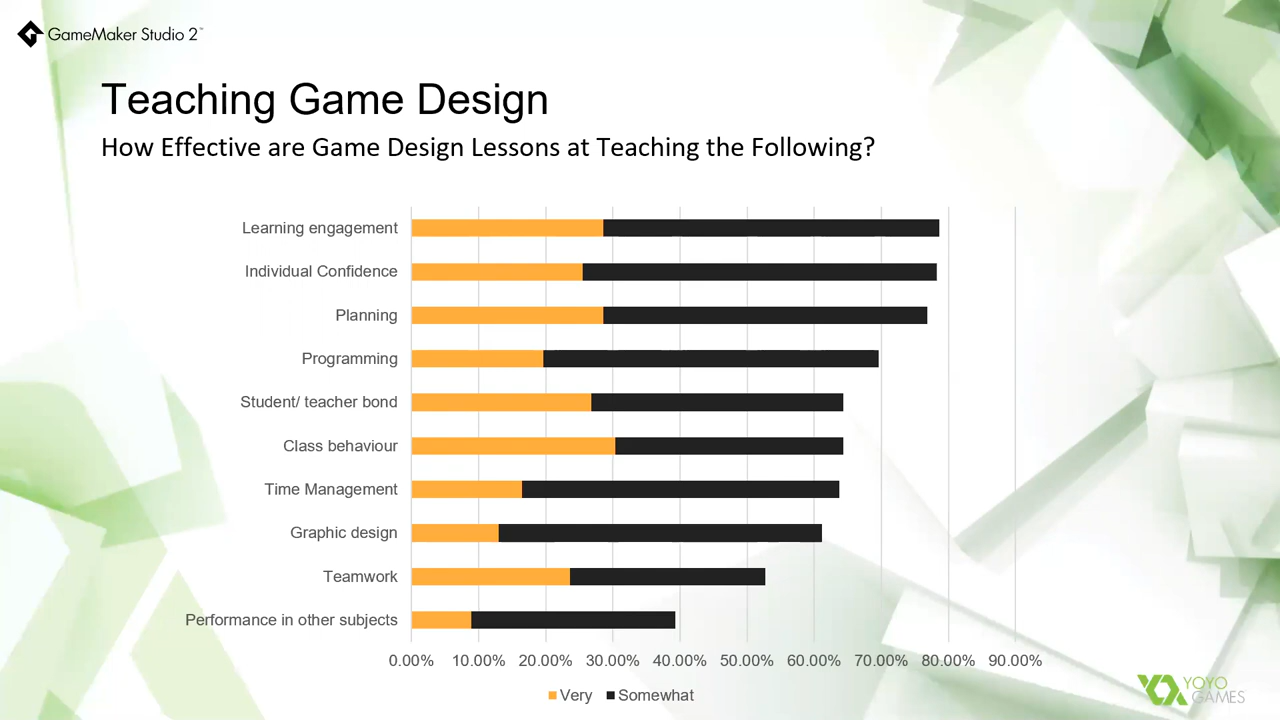 GameMaker Studio 2™
Teaching Game Design
How Effective are Game Design Lessons at Teaching the Following?
Learning engagement
Individual Confidence
Planning
Programming
Student/ teacher bond
Class behaviour
Time Management
Graphic design
Teamwork
Performance in other subjects
0.00% 10.00% 20.00% 30.00% 40.00% 50.00% 60.00% 70.00% 80.00% 90.00%
Very Somewhat
YOYO
GAMES